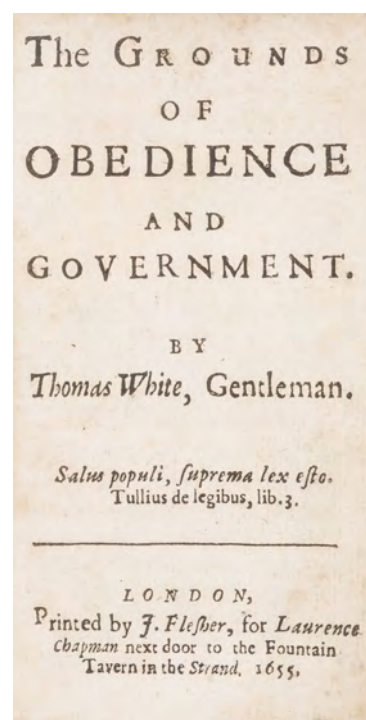 The GROUNDS
OF
OBEDIENCE
AND
GOVERNMENT.
BY
Thomas White, Gentleman.
Salus populi, ſuprema lex eſto.
Tullius de legibus, lib.3.
LONDON,
Printed by J. Fleſher, for Laurence
Chapman next door to the Fountain
Tavern in the Strand, 1655.